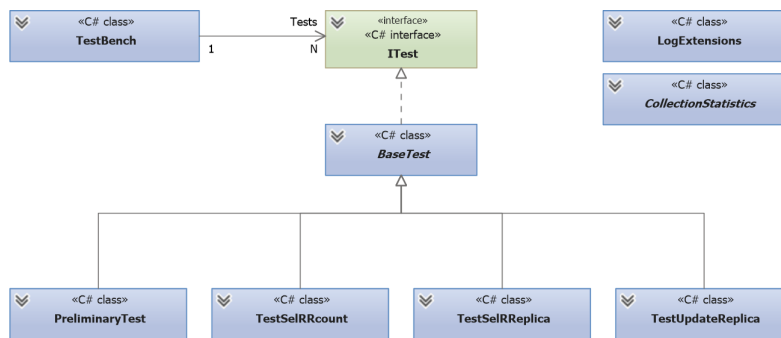 «C# class»
TestBench
Tests
1
N
«interface»
«C# interface»
ITest
«C# class»
LogExtensions
«C# class»
CollectionStatistics
«C# class»
BaseTest
«C# class»
PreliminaryTest
«C# class»
TestSelRRcount
«C# class»
TestSelRReplica
«C# class»
TestUpdateReplica